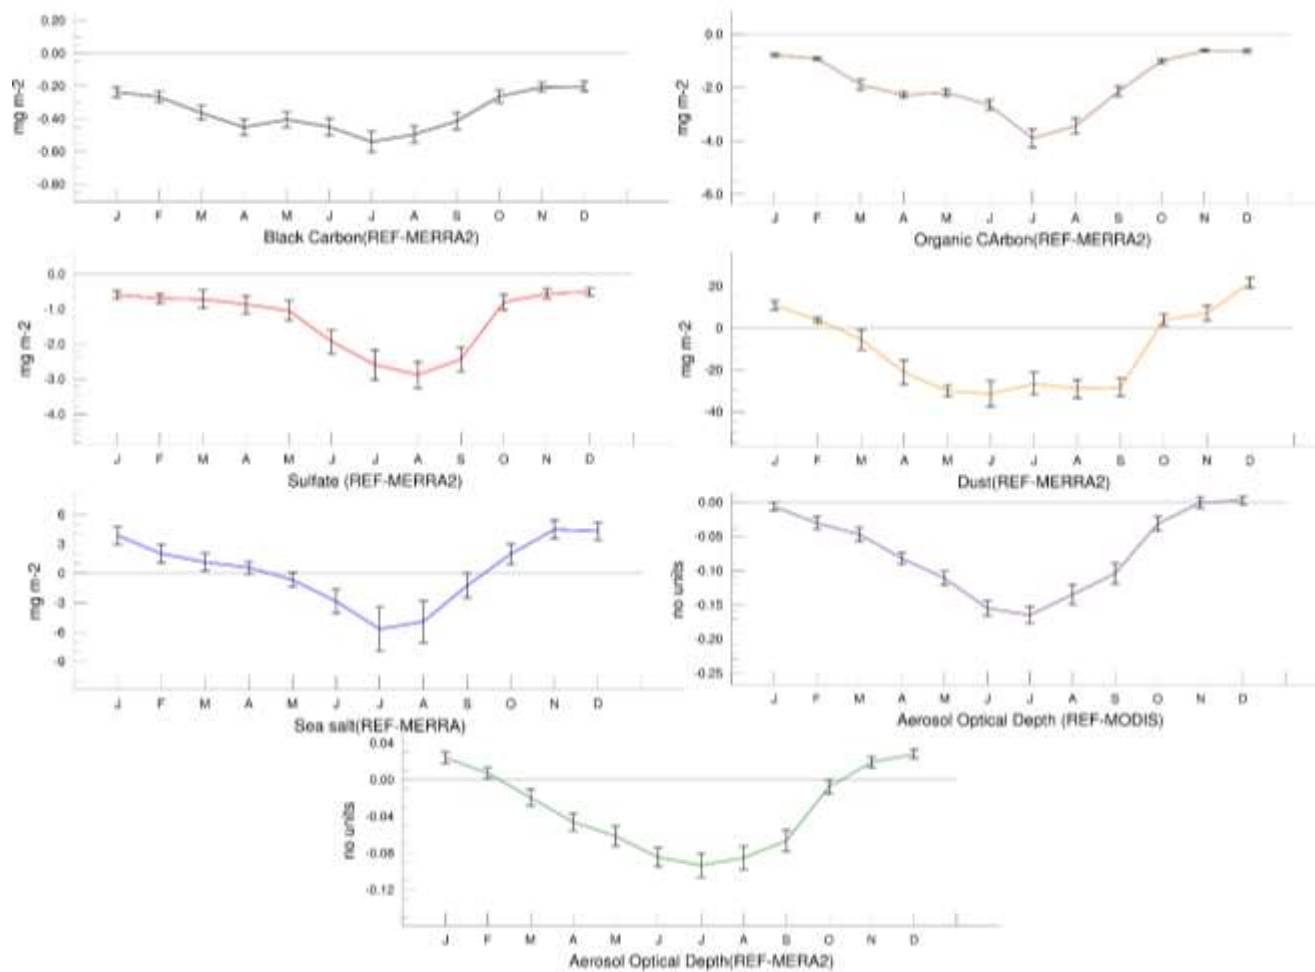 0.20
0.00
-0.20
-0.40
-0.60
-0.80
mg m-2
J F M A M J J A S O N D
Black Carbon(REF-MERRA2)
0.0
-2.0
-4.0
-6.0
mg m-2
J F M A M J J A S O N D
Organic CArbon(REF-MERRA2)
0.0
-1.0
-2.0
-3.0
-4.0
mg m-2
J F M A M J J A S O N D
Sulfate (REF-MERRA2)
20
0
-20
-40
mg m-2
J F M A M J J A S O N D
Dust(REF-MERRA2)
6
3
0
-3
-6
-9
mg m-2
J F M A M J J A S O N D
Sea salt(REF-MERRA)
0.00
-0.05
-0.10
-0.15
-0.20
-0.25
no units
J F M A M J J A S O N D
Aerosol Optical Depth (REF-MODIS)
0.04
0.00
-0.04
-0.08
-0.12
no units
J F M A M J J A S O N D
Aerosol Optical Depth(REF-MERA2)